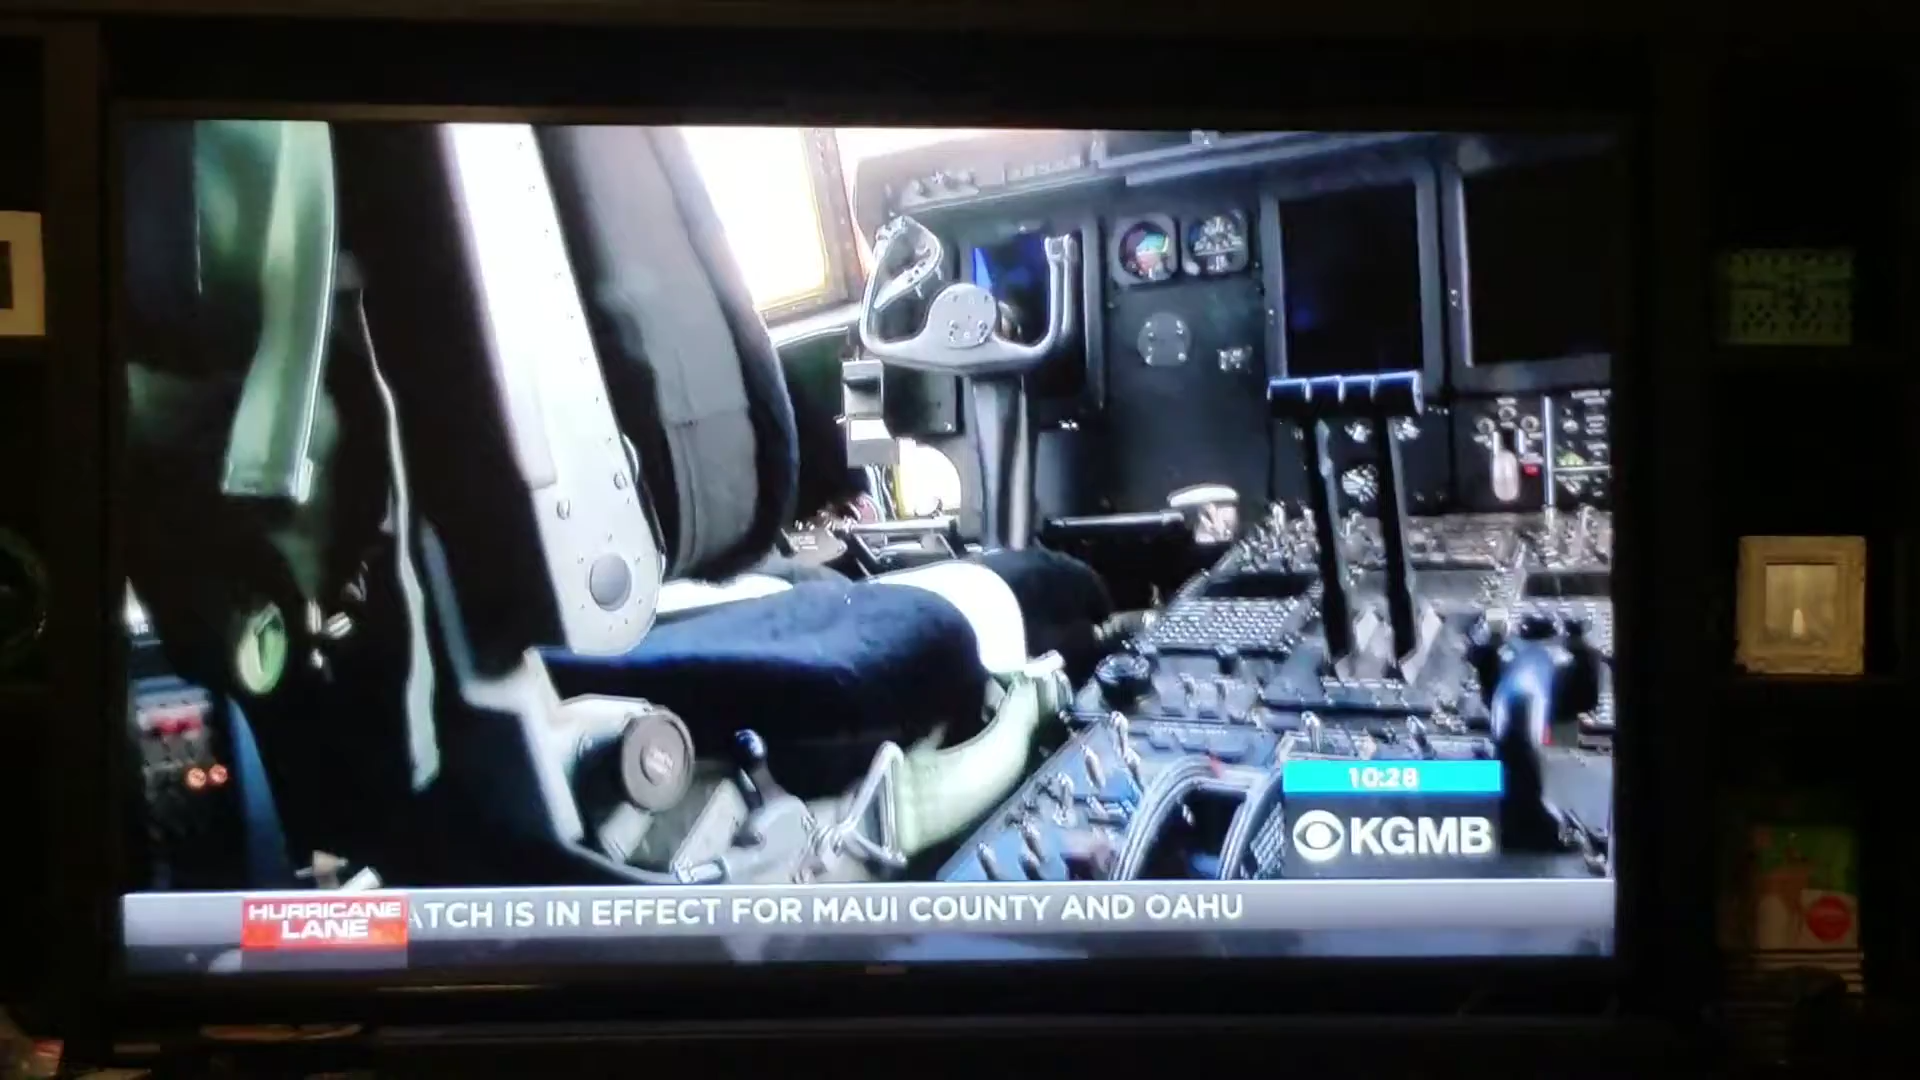 10:28
KGMB
HURRICANE
LANE
ATCH IS IN EFFECT FOR MAUI COUNTY AND OAHU